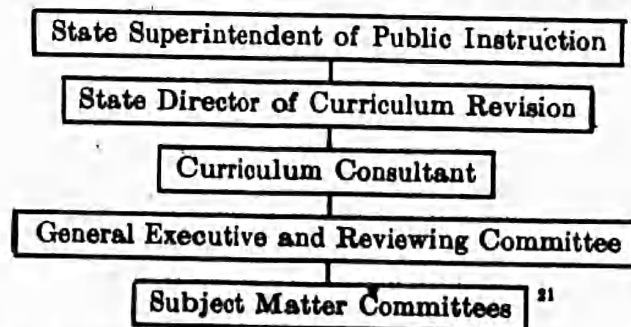 State Superintendent of Public Instruction
State Director of Curriculum Revision
Curriculum Consultant
General Executive and Reviewing Committee
Subject Matter Committees 21